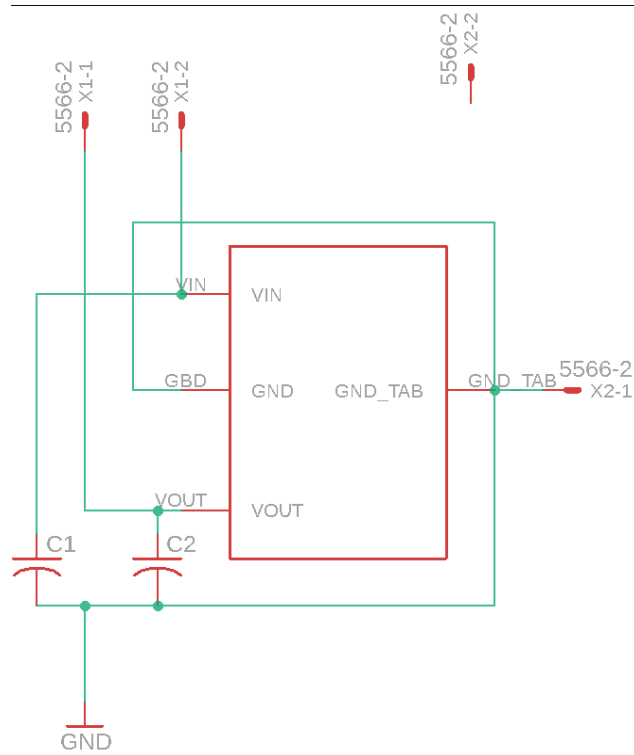 5566-2
X2-2
5566-2
X1-1
5566-2
X1-2
VIN
VIN
5566-2
GBD
GND
GND_TAB
GND_TAB
X2-1
VOUT
VOUT
C1
C2
GND